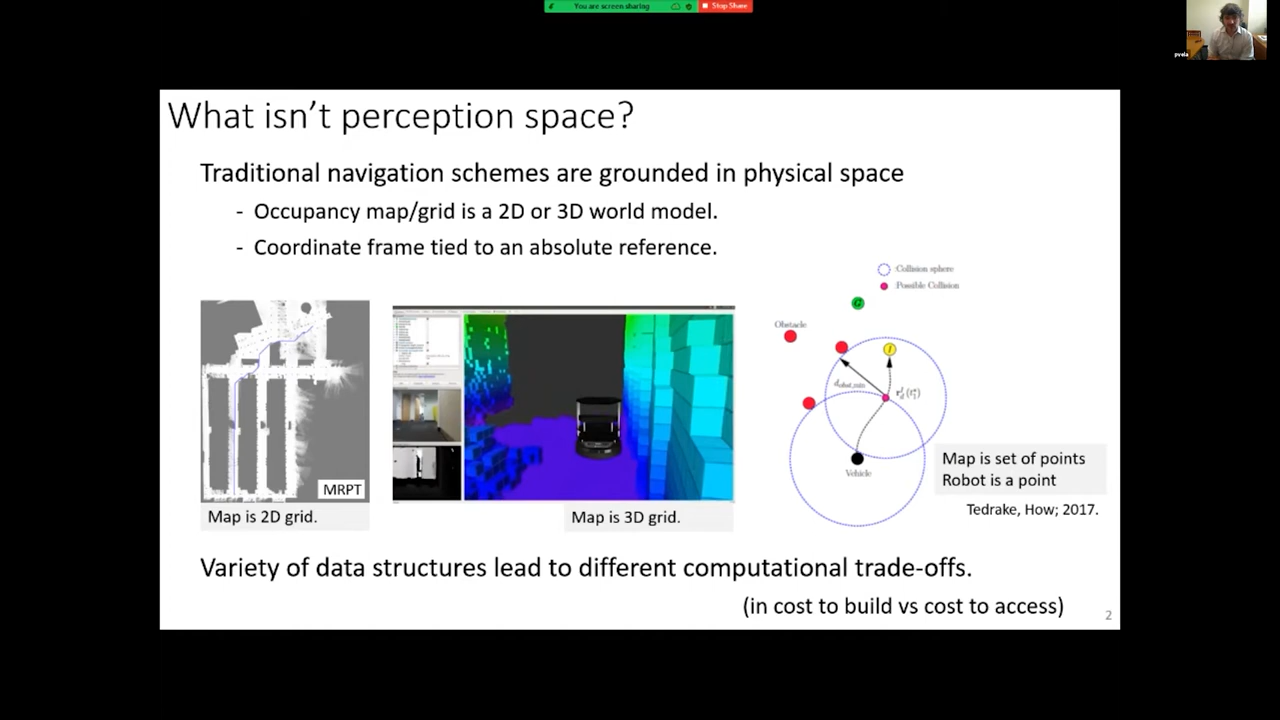 You are screen sharing
Stop Share
pvela
What isn't perception space?
Traditional navigation schemes are grounded in physical space
- Occupancy map/grid is a 2D or 3D world model.
- Coordinate frame tied to an absolute reference.
Collision sphere
Possible Collision
G
Obstacle
I
Vehicle
MRPT
Map is 2D grid.
Map is 3D grid.
Map is set of points
Robot is a point
Tedrake, How; 2017.
Variety of data structures lead to different computational trade-offs.
(in cost to build vs cost to access)
2